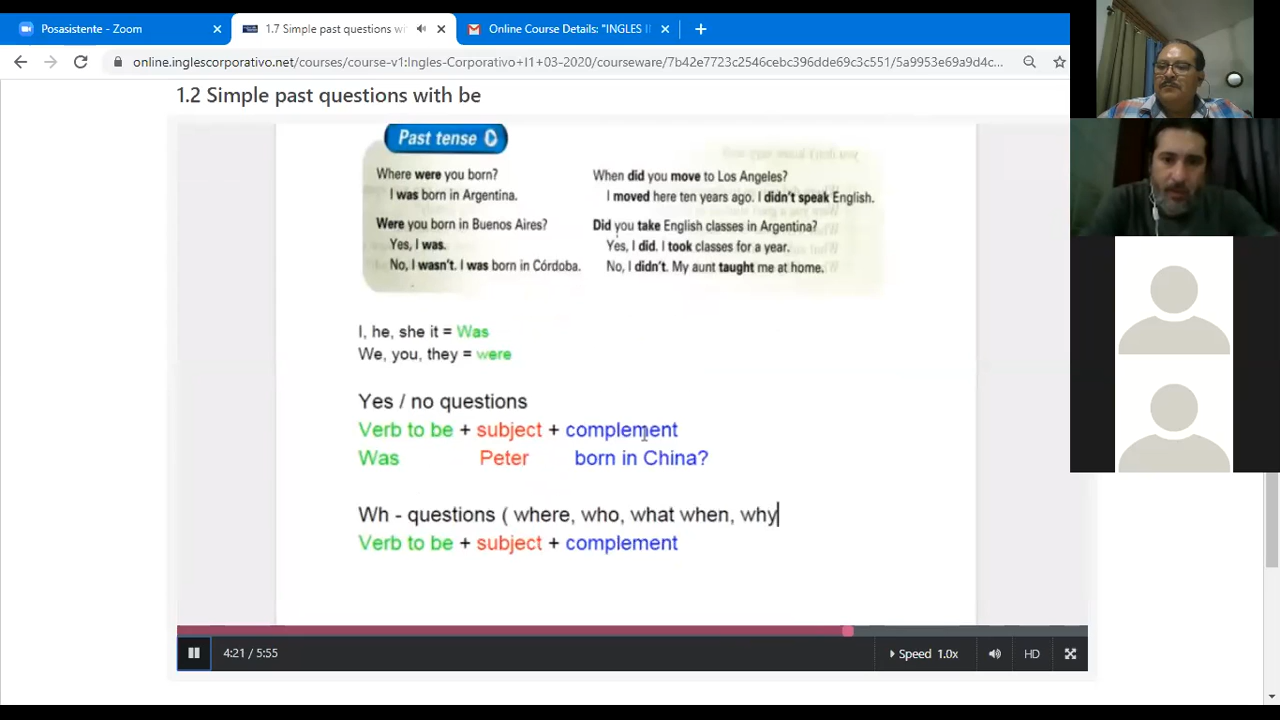 Posasistente - Zoom
1.7 Simple past questions wi
Online Course Details: "INGLES I
online.inglescorporativo.net/courses/course-v1:Ingles-Corporativo+I1+03-2020/courseware/7b42e7723c2546cebc396dde69c3c551/5a9953e69a9d4c...
1.2 Simple past questions with be
Past tense
Where were you born?
I was born in Argentina.
Were you born in Buenos Aires?
Yes, I was.
No, I wasn't. I was born in Córdoba.
When did you move to Los Angeles?
I moved here ten years ago. I didn't speak English.
Did you take English classes in Argentina?
Yes, I did. I took classes for a year.
No, I didn't. My aunt taught me at home.
I, he, she it = Was
We, you, they = were
Yes / no questions
Verb to be + subject + complement
Was Peter born in China?
Wh - questions ( where, who, what when, why
Verb to be + subject + complement
4:21 / 5:55
Speed 1.0x
HD